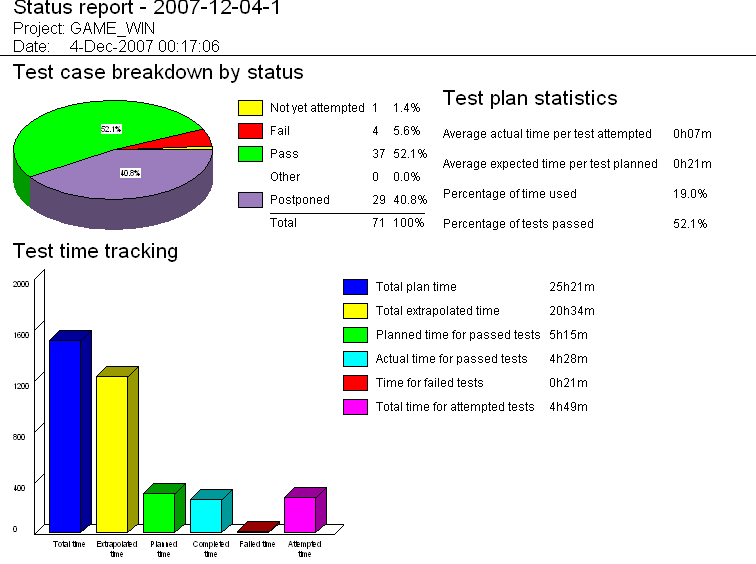 Status report - 2007-12-04-1
Project: GAME_WIN
Date: 4-Dec-2007 00:17:06
Test case breakdown by status
52.1%
40.8%
Not yet attempted 1 1.4%
Fail 4 5.6%
Pass 37 52.1%
Other 0 0.0%
Postponed 29 40.8%
Total 71 100%
Test plan statistics
Average actual time per test attempted 0h07m
Average expected time per test planned 0h21m
Percentage of time used 19.0%
Percentage of tests passed 52.1%
Test time tracking
2000
1600
1200
800
400
0
Total time
Extrapolated time
Planned time
Completed time
Failed time
Attempted time
Total plan time 25h21m
Total extrapolated time 20h34m
Planned time for passed tests 5h15m
Actual time for passed tests 4h28m
Time for failed tests 0h21m
Total time for attempted tests 4h49m